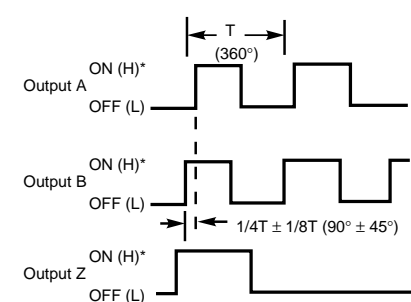 T
(360°)
ON (H)*
Output A
OFF (L)
ON (H)*
Output B
OFF (L)
1/4T ± 1/8T (90° ± 45°)
ON (H)*
Output Z
OFF (L)